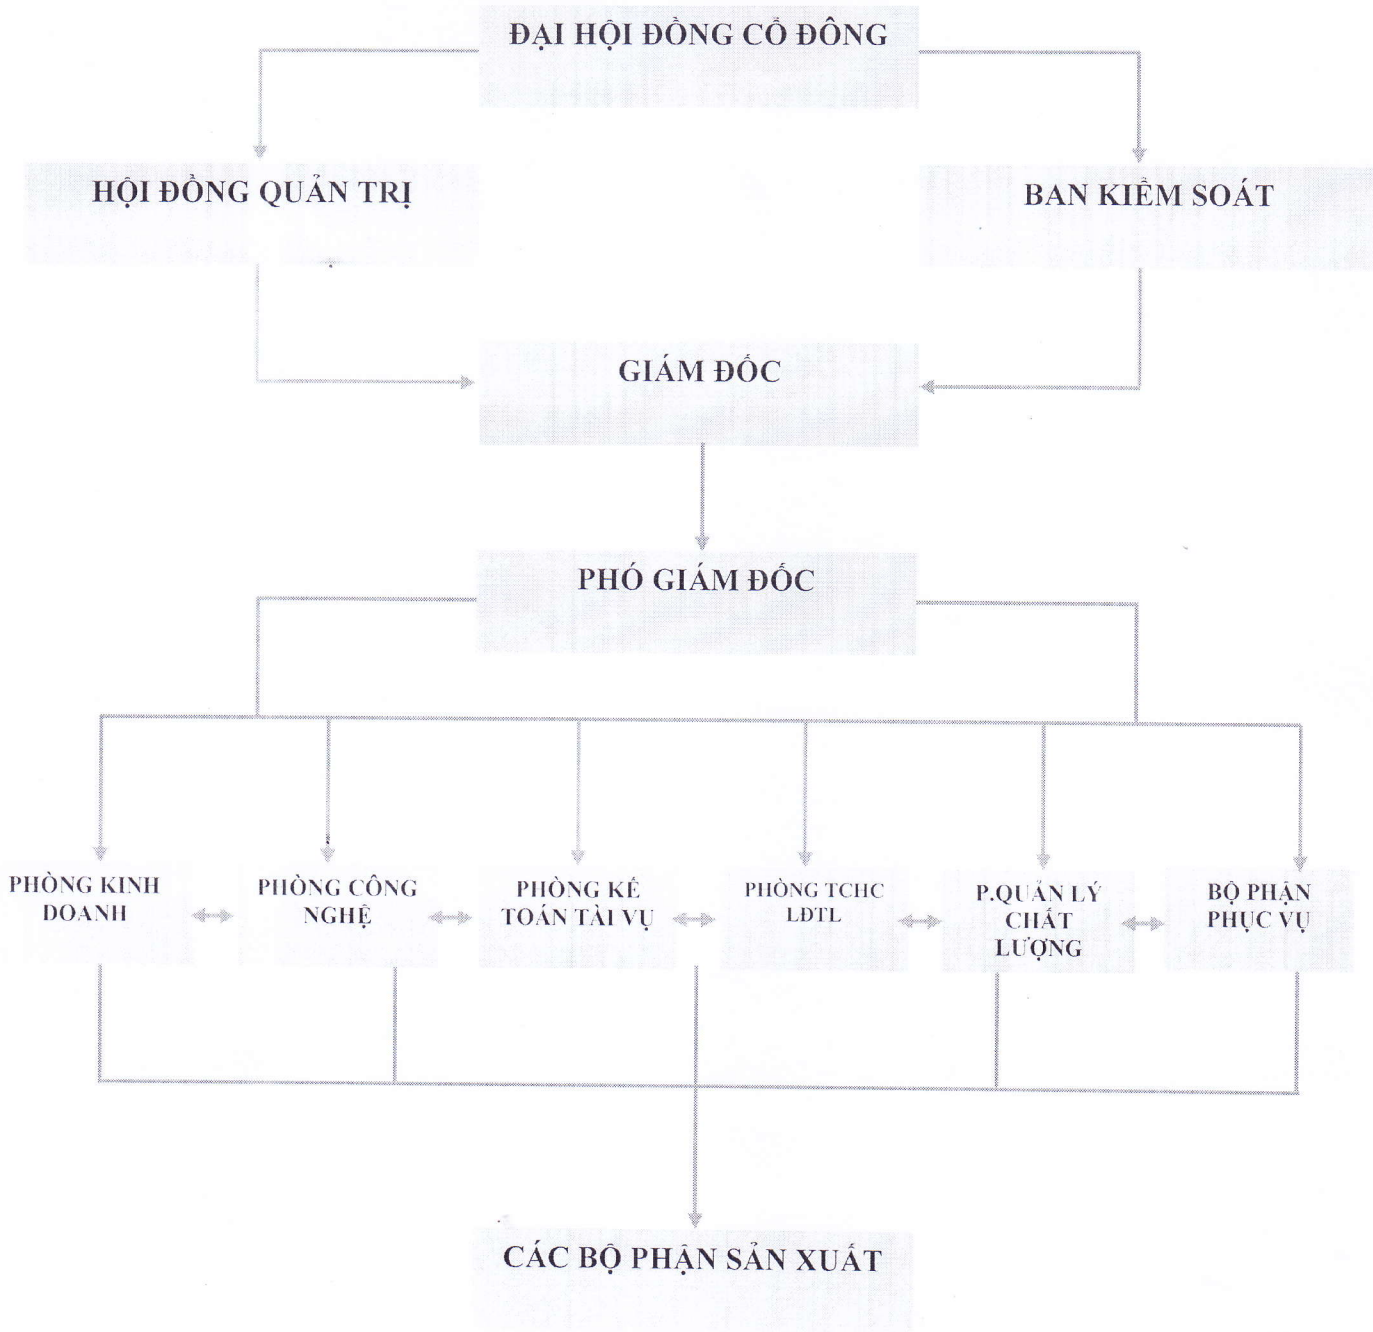 ĐẠI HỘI ĐỒNG CỔ ĐÔNG
HỘI ĐỒNG QUẢN TRỊ
BAN KIỂM SOÁT
GIÁM ĐỐC
PHÓ GIÁM ĐỐC
PHÒNG KINH
DOANH
PHÒNG CÔNG
NGHỆ
PHÒNG KẾ
TOÁN TÀI VỤ
PHÒNG TCHC
LĐTL
P.QUẢN LÝ
CHẤT
LƯỢNG
BỘ PHẬN
PHỤC VỤ
CÁC BỘ PHẬN SẢN XUẤT